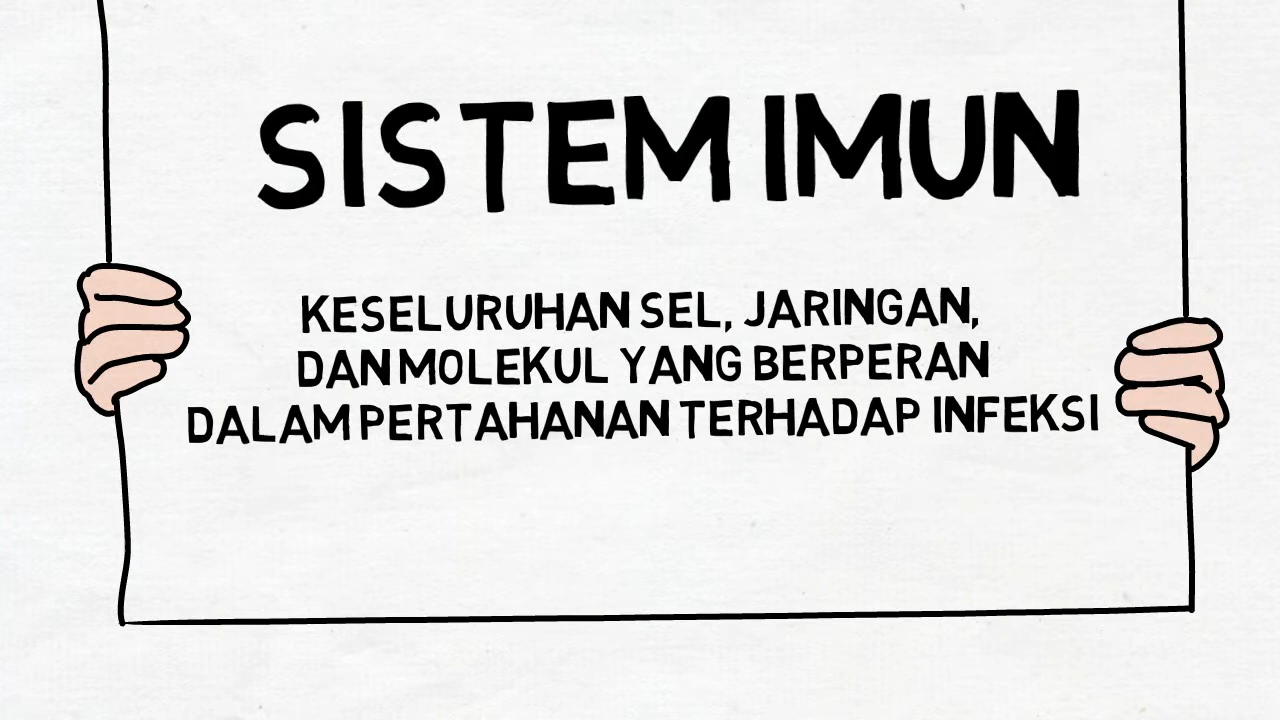 SISTEM IMUN
KESELURUHAN SEL, JARINGAN,
DAN MOLEKUL YANG BERPERAN
DALAM PERTAHANAN TERHADAP INFEKSI